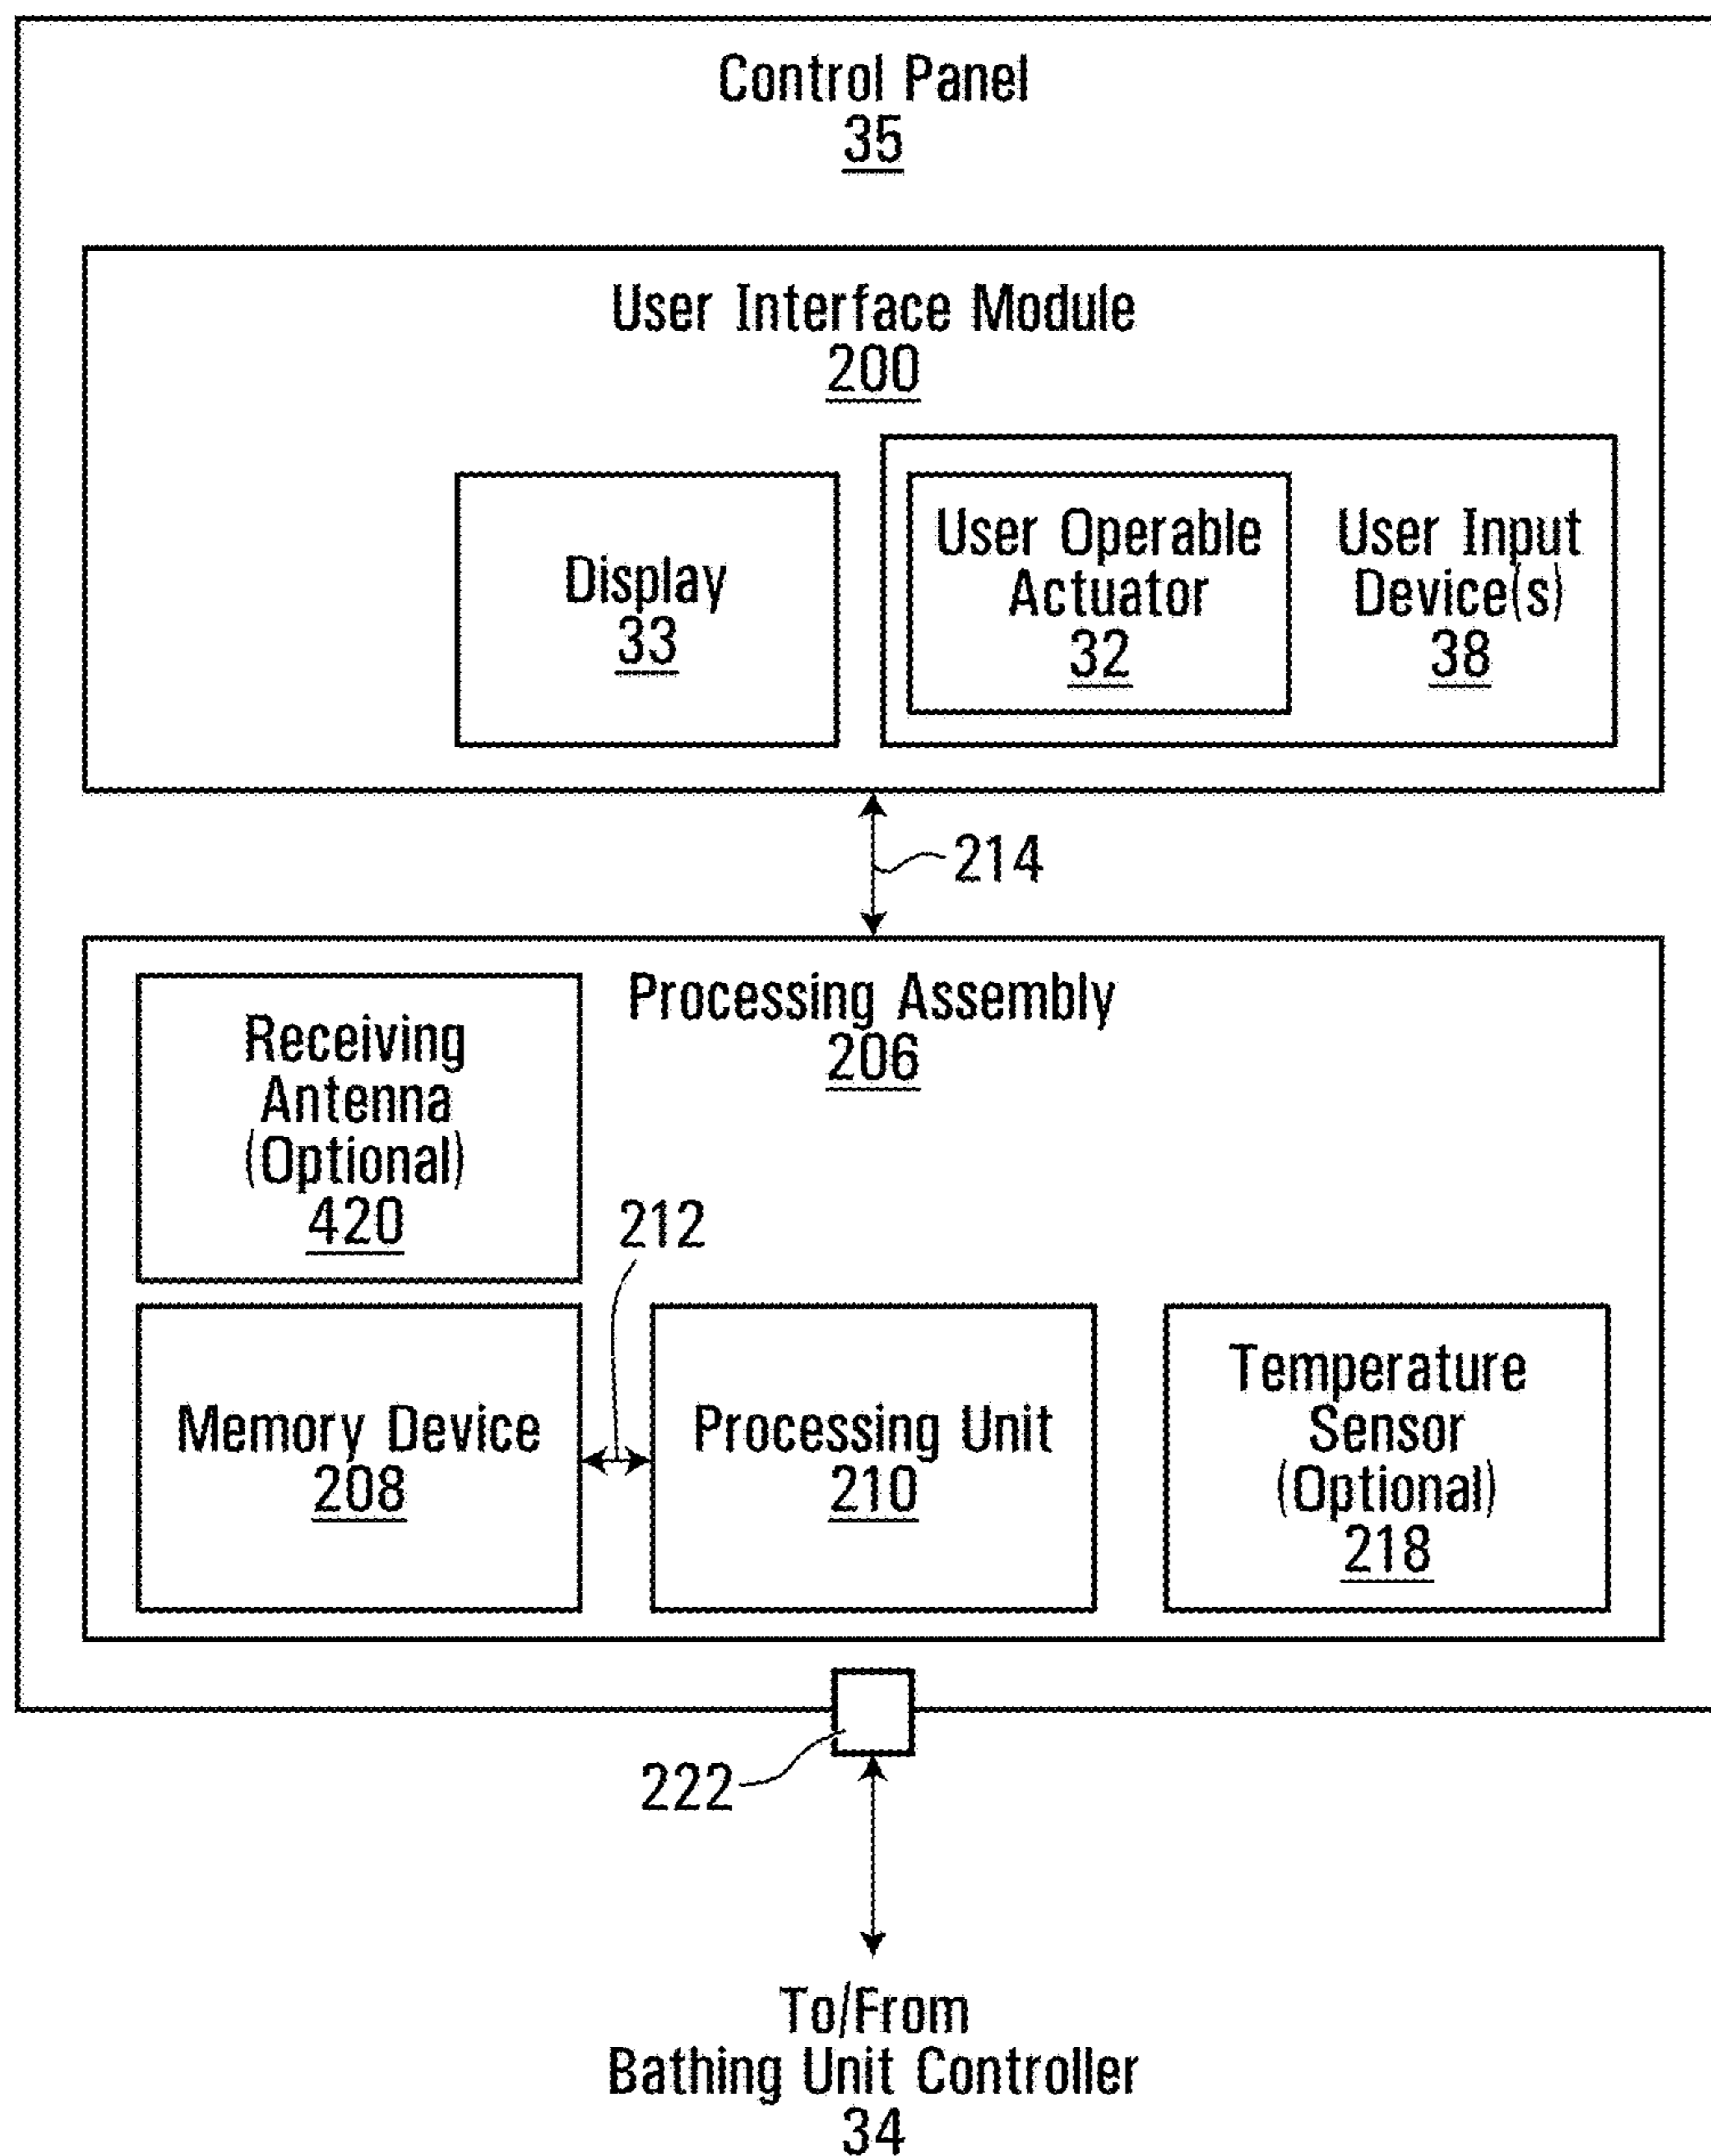 Control Panel
35
User Interface Module
200
Display
33
User Operable
Actuator
32
User Input
Device(s)
38
214
Processing Assembly
206
Receiving
Antenna
(Optional)
420
212
Memory Device
208
Processing Unit
210
Temperature
Sensor
(Optional)
218
222
To/From
Bathing Unit Controller
34